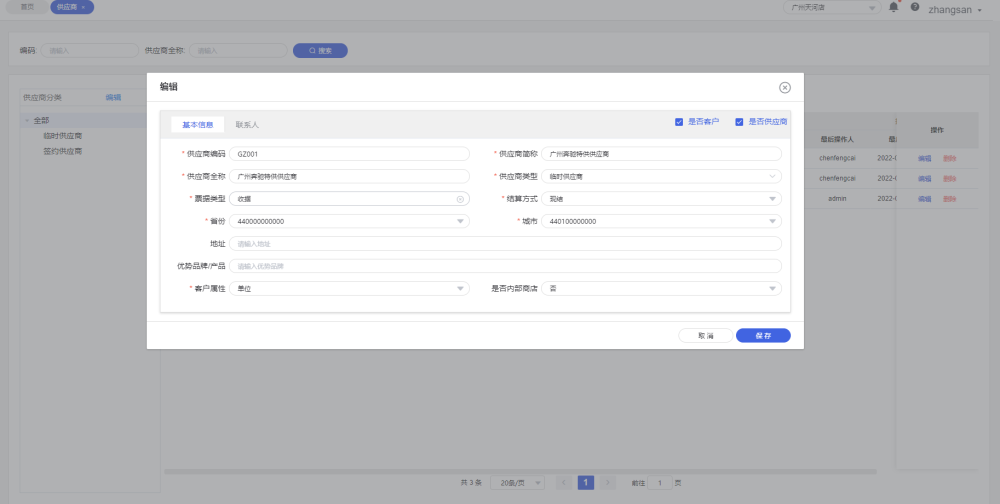 首页 供应商 × 广州天河店 zhangsan
编码: 请输入 供应商全称: 请输入 搜索
供应商分类 编辑
全部
临时供应商
签约供应商
编辑
基本信息 联系人 是否客户 是否供应商
* 供应商编码 GZ001 * 供应商简称 广州奔驰特供供应商
* 供应商全称 广州奔驰特供供应商 * 供应商类型 临时供应商
* 票据类型 收据 * 结算方式 现结
* 省份 440000000000 * 城市 440100000000
地址 请输入地址
优势品牌/产品 请输入优势品牌
* 客户属性 单位 是否内部商店 否
取消 保存
最后操作人 操作
chenfengcai 2022-0 编辑 删除
chenfengcai 2022-0 编辑 删除
admin 2022- 编辑 删除
共 3 条 20条/页 < 1 > 前往 1 页